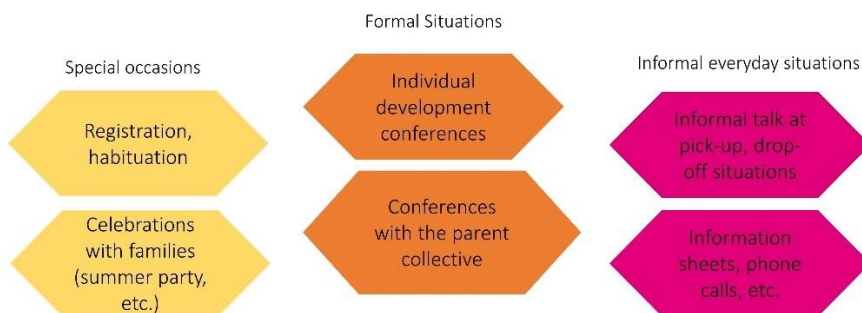 Special occasions
Registration,
habituation
Celebrations
with families
(summer party,
etc.)
Formal Situations
Individual
development
conferences
Conferences
with the parent
collective
Informal everyday situations
Informal talk at
pick-up, drop-
off situations
Information
sheets, phone
calls, etc.